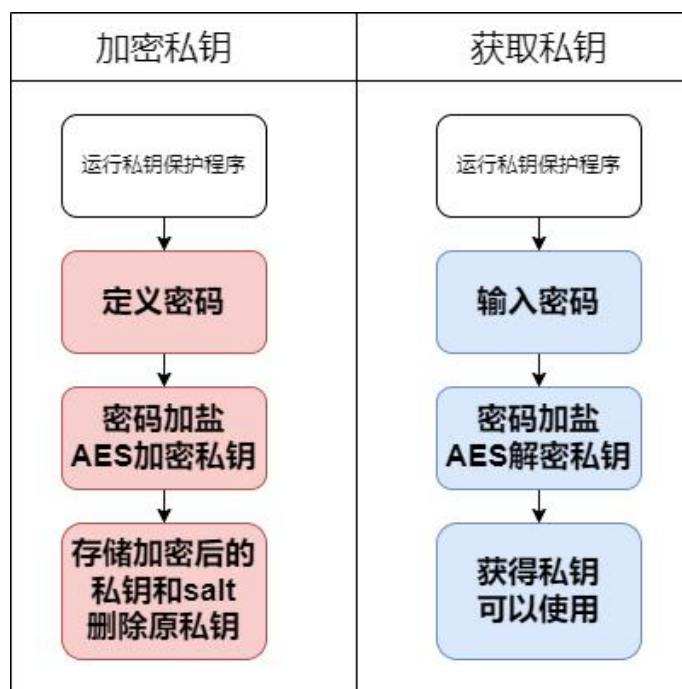 加密私钥
获取私钥
运行私钥保护程序
定义密码
密码加盐
AES加密私钥
存储加密后的
私钥和salt
删除原私钥
运行私钥保护程序
输入密码
密码加盐
AES解密私钥
获得私钥
可以使用